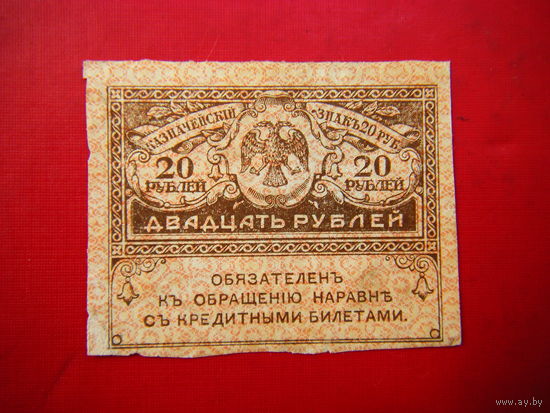 КАЗНАЧЕЙСКІЙ ЗНАКЪ 20 РУБ.
20 РУБЛЕЙ
20 РУБЛЕЙ
ДВАДЦАТЬ РУБЛЕЙ
ОБЯЗАТЕЛЕНЪ
КЪ ОБРАЩЕНІЮ НАРАВНѢ
СЪ КРЕДИТНЫМИ БИЛЕТАМИ.
www.ay.by